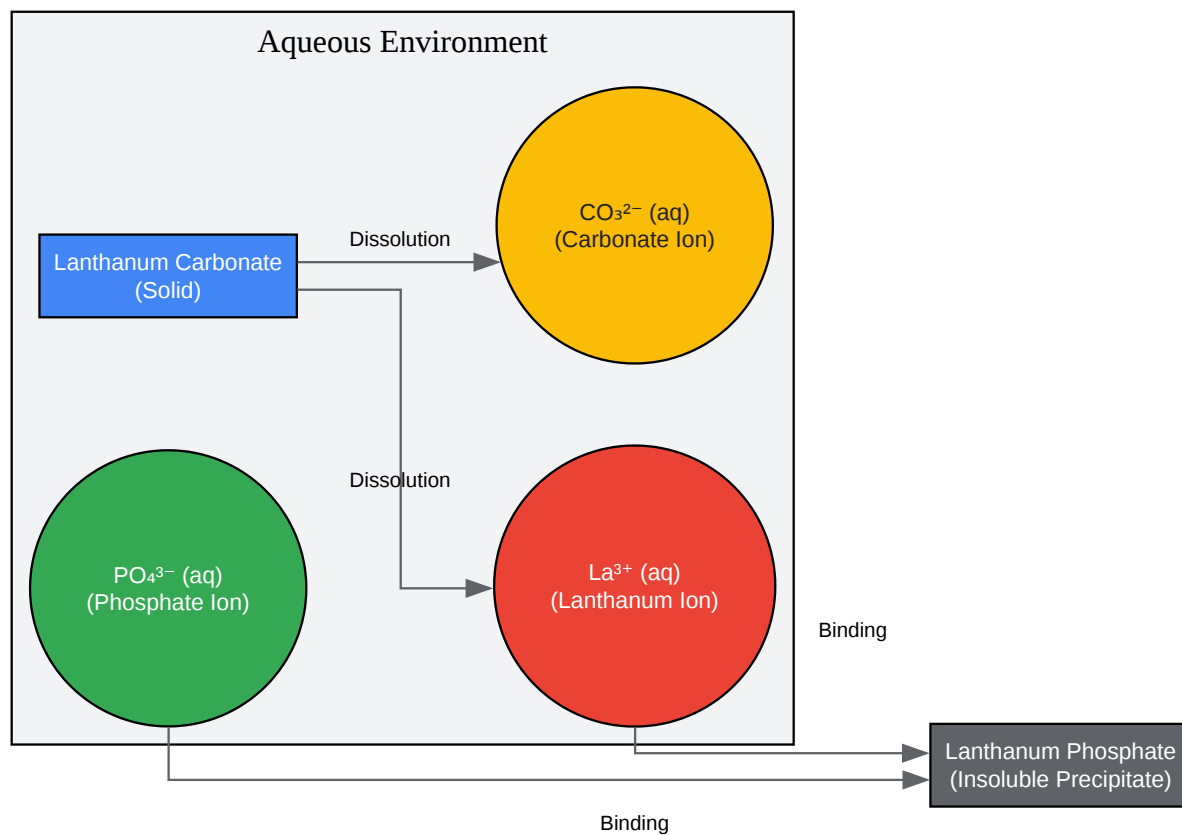 Aqueous Environment
CO₃²⁻ (aq)
(Carbonate Ion)
Dissolution
Lanthanum Carbonate
(Solid)
Dissolution
PO₄³⁻ (aq)
(Phosphate Ion)
La³⁺ (aq)
(Lanthanum Ion)
Binding
Lanthanum Phosphate
(Insoluble Precipitate)
Binding